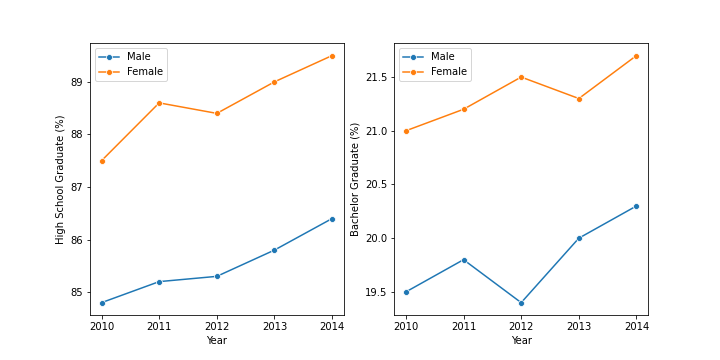 Male
Female
High School Graduate (%)
89
88
87
86
85
2010 2011 2012 2013 2014
Year
Male
Female
Bachelor Graduate (%)
21.5
21.0
20.5
20.0
19.5
2010 2011 2012 2013 2014
Year